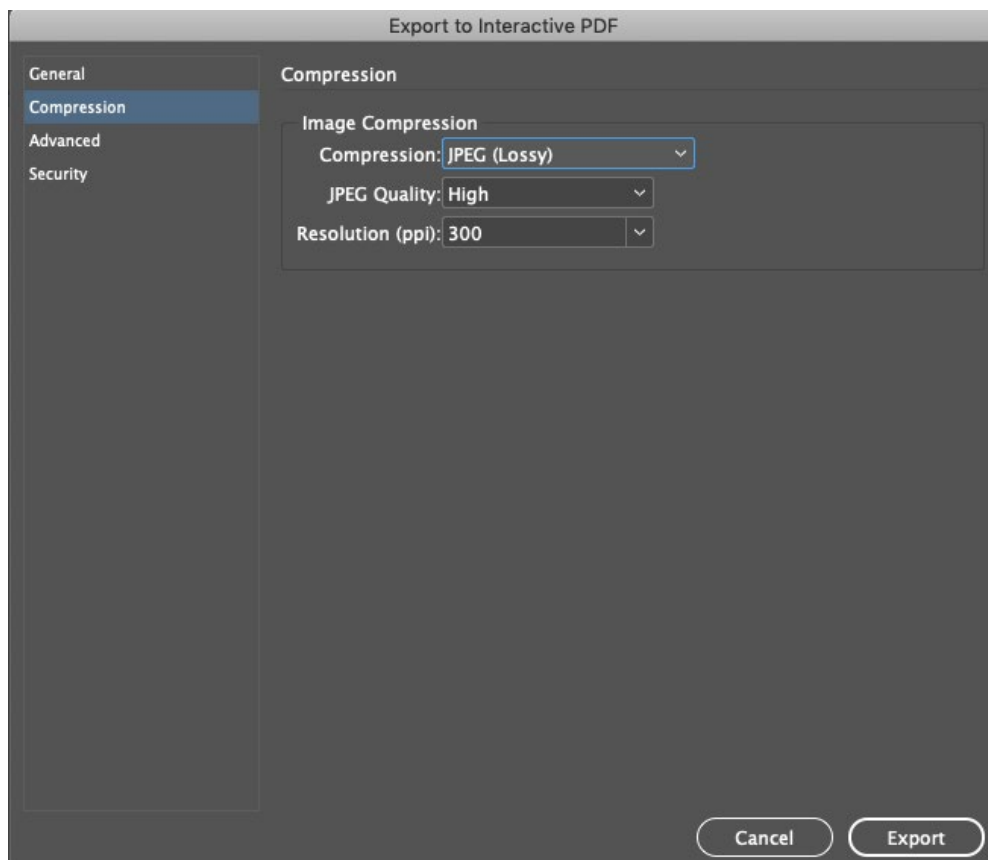 Export to Interactive PDF
General
Compression
Advanced
Security
Compression
Image Compression
Compression: JPEG (Lossy)
JPEG Quality: High
Resolution (ppi): 300
Cancel
Export